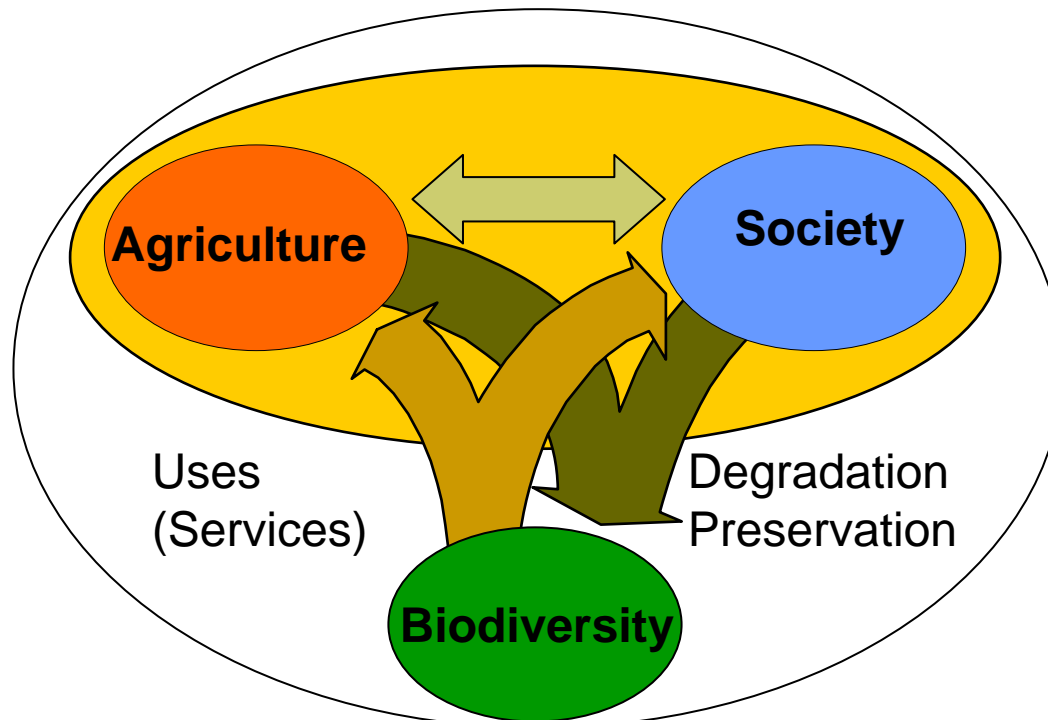 Agriculture
Society
Uses
(Services)
Degradation
Preservation
Biodiversity